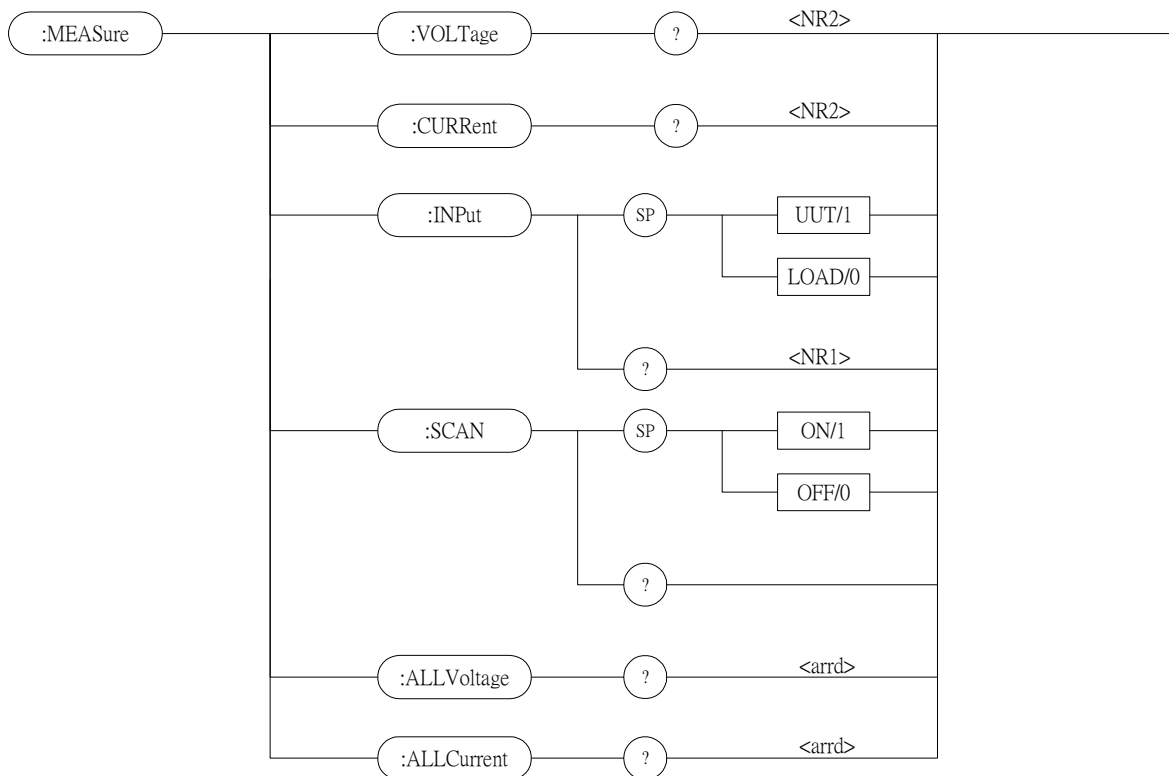 :MEASure :VOLTage ? <NR2>
:CURRent ? <NR2>
:INPut SP UUT/1
LOAD/0
? <NR1>
:SCAN SP ON/1
OFF/0
?
:ALLVoltage ? <arrd>
:ALLCurrent ? <arrd>